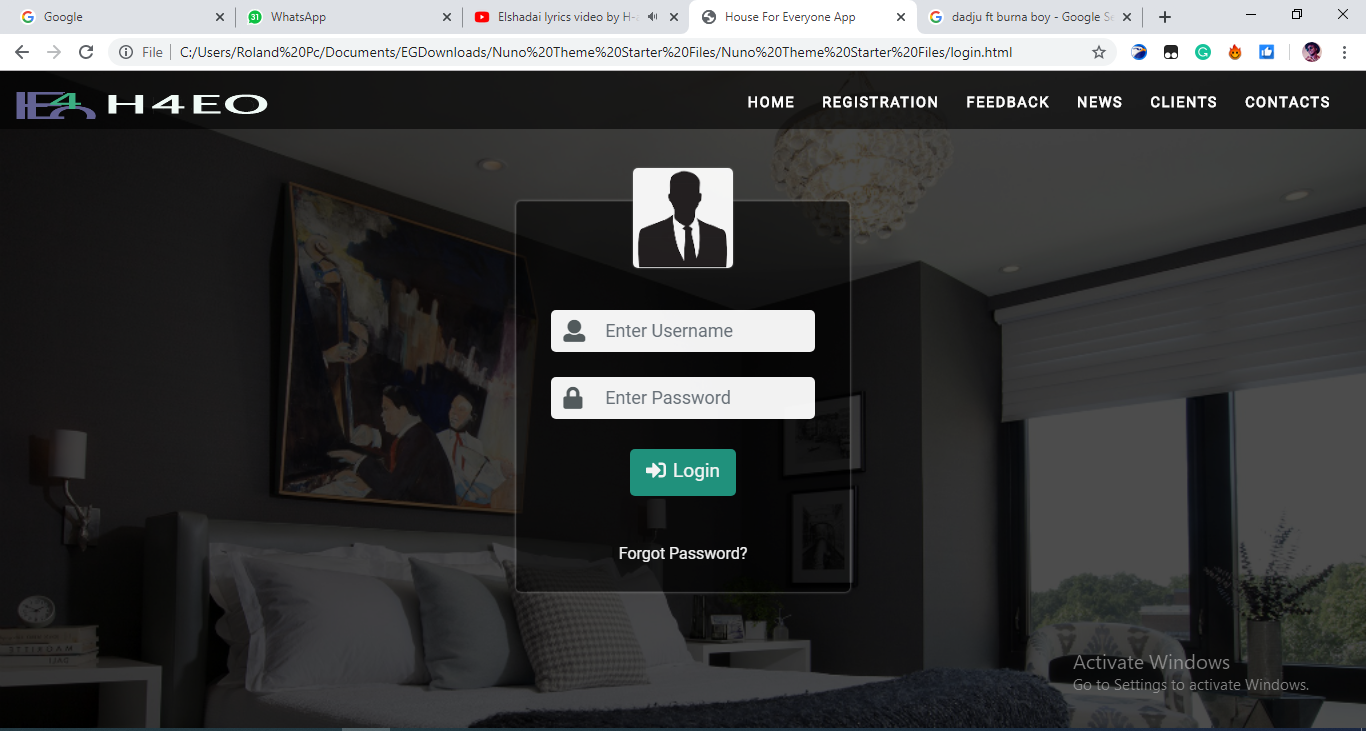 Google
31
WhatsApp
Elshadai lyrics video by H-a
House For Everyone App
dadju ft burna boy - Google Se
File
C:/Users/Roland%20Pc/Documents/EGDownloads/Nuno%20Theme%20Starter%20Files/Nuno%20Theme%20Starter%20Files/login.html
H4EO
HOME
REGISTRATION
FEEDBACK
NEWS
CLIENTS
CONTACTS
Enter Username
Enter Password
Login
Forgot Password?
Activate Windows
Go to Settings to activate Windows.